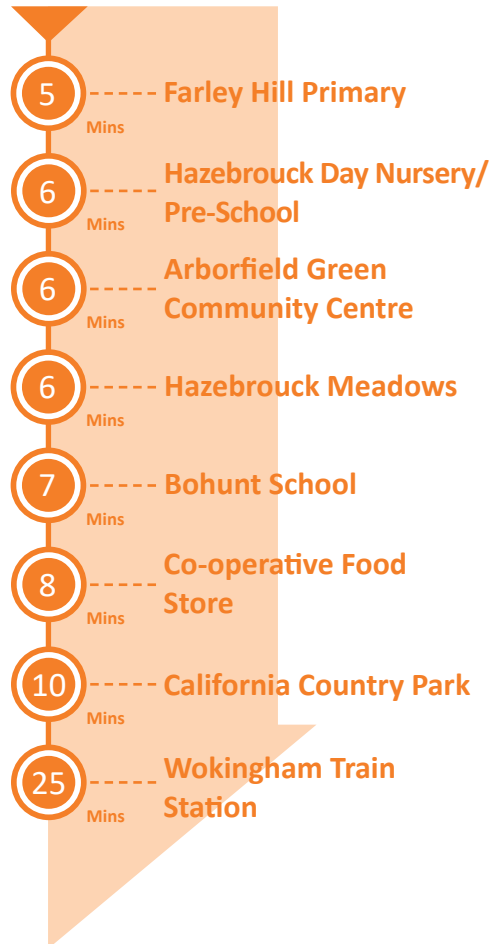 5
Mins
Farley Hill Primary
6
Mins
Hazebrouck Day Nursery/
Pre-School
6
Mins
Arborfield Green
Community Centre
6
Mins
Hazebrouck Meadows
7
Mins
Bohunt School
8
Mins
Co-operative Food
Store
10
Mins
California Country Park
25
Mins
Wokingham Train
Station